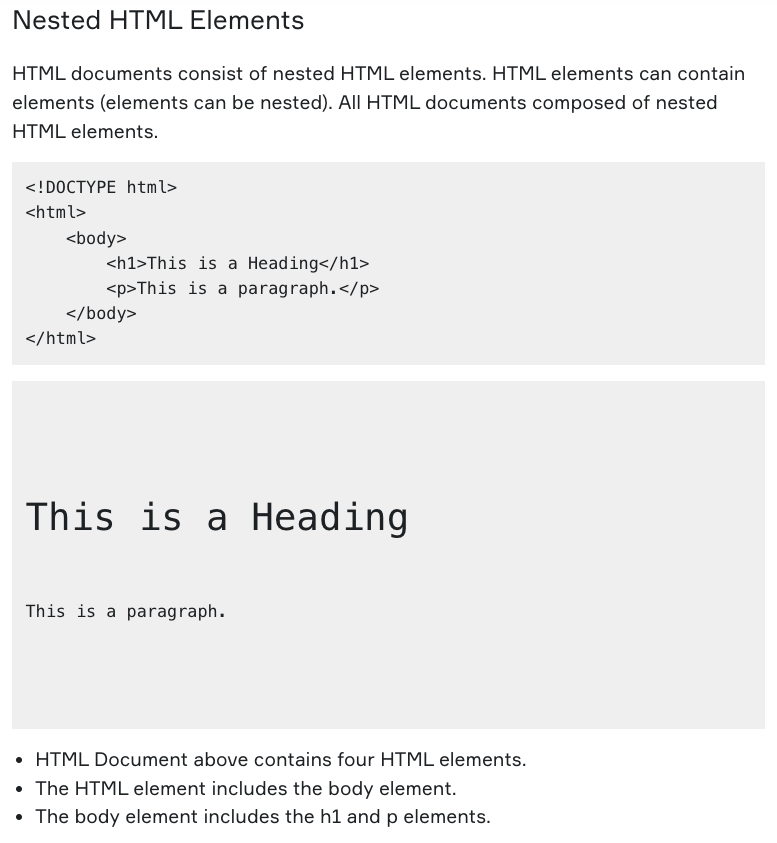 Nested HTML Elements
HTML documents consist of nested HTML elements. HTML elements can contain
elements (elements can be nested). All HTML documents composed of nested
HTML elements.
<!DOCTYPE html>
<html>
    <body>
        <h1>This is a Heading</h1>
        <p>This is a paragraph.</p>
    </body>
</html>
This is a Heading
This is a paragraph.
• HTML Document above contains four HTML elements.
• The HTML element includes the body element.
• The body element includes the h1 and p elements.